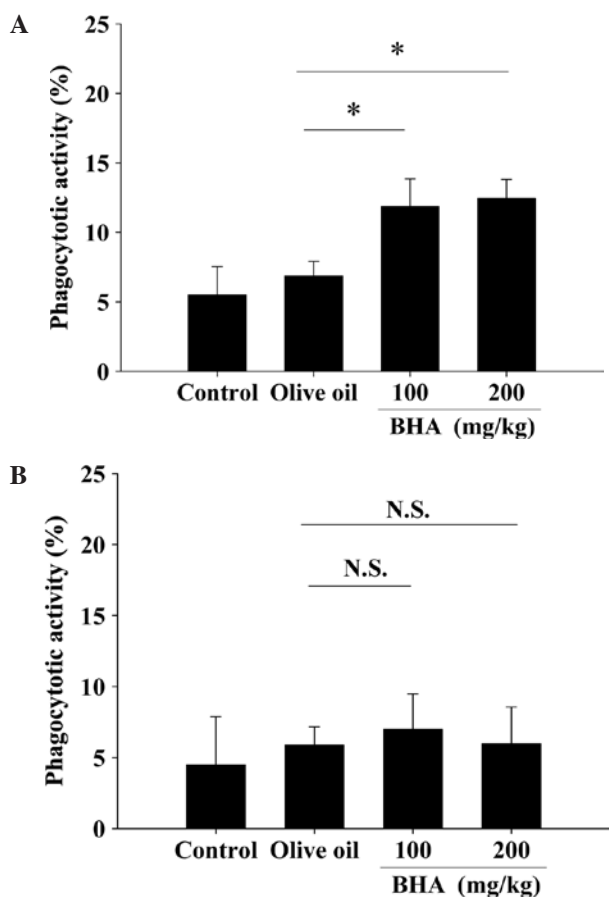 A
Phagocytotic activity (%)
25
20
15
10
5
0
*
*
Control Olive oil 100 200
BHA (mg/kg)
B
Phagocytotic activity (%)
25
20
15
10
5
0
N.S.
N.S.
Control Olive oil 100 200
BHA (mg/kg)